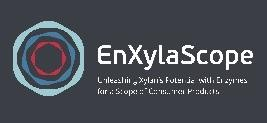 EnXylaScope
Unleashing Xylan's Potential with Enzymes
for a Scope of Consumer Products